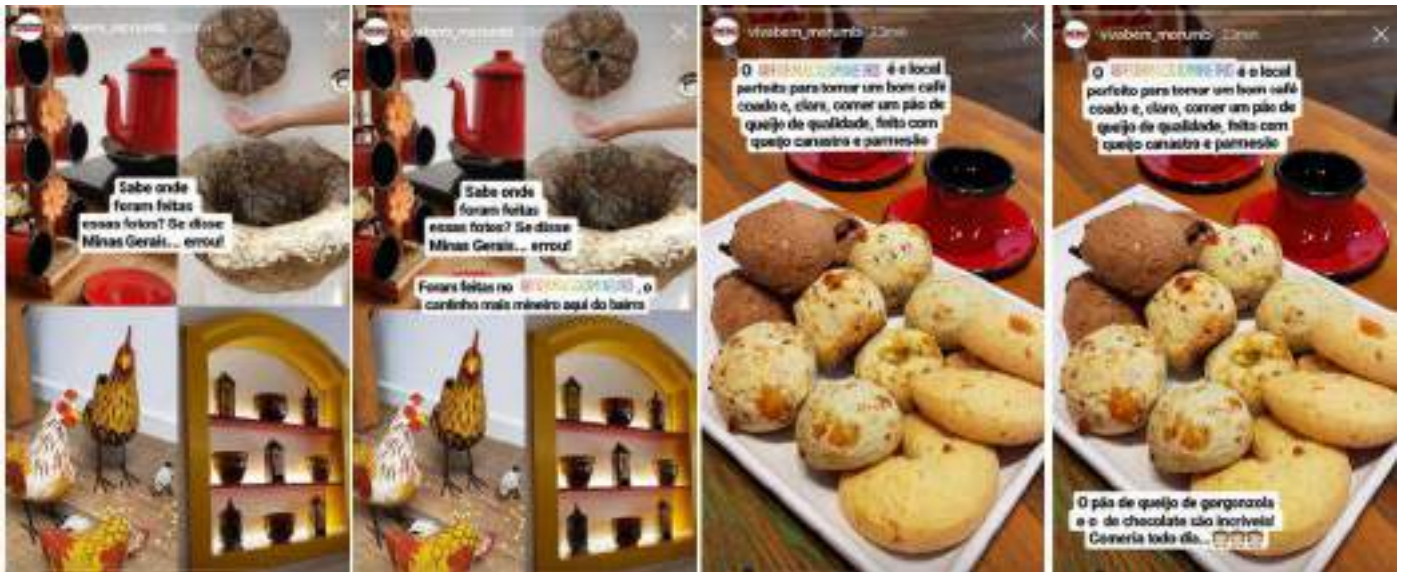 vivabem_morumbi
Sabe onde
foram feitas
essas fotos? Se disse
Minas Gerais... errou!
vivabem_morumbi
Sabe onde
foram feitas
essas fotos? Se disse
Minas Gerais... errou!
Foram feitas no , o
cantinho mais mineiro aqui do bairro
vivabem_morumbi 23min
O é o local
perfeito para tomar um bom café
coado e, claro, comer um pão de
queijo de qualidade, feito com
queijo canastra e parmesão
vivabem_morumbi 23min
O é o local
perfeito para tomar um bom café
coado e, claro, comer um pão de
queijo de qualidade, feito com
queijo canastra e parmesão
O pão de queijo de gorgonzola
e o de chocolate são incríveis!
Comeria todo dia...